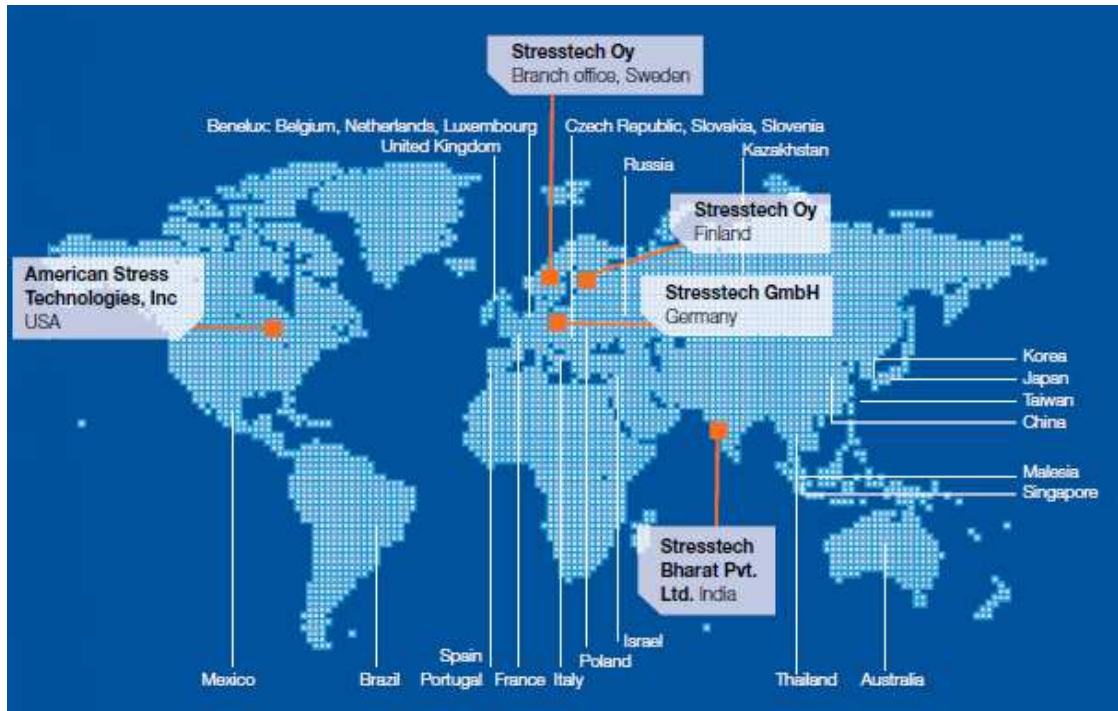 Stresstech Oy
Branch office, Sweden
Benelux: Belgium, Netherlands, Luxembourg
Czech Republic, Slovakia, Slovenia
United Kingdom
Kazakhstan
Russia
Stresstech Oy
Finland
American Stress
Technologies, Inc
USA
Stresstech GmbH
Germany
Korea
Japan
Taiwan
China
Malesia
Singapore
Stresstech
Bharat Pvt.
Ltd. India
Israel
Poland
Spain
Portugal
France
Italy
Mexico
Brazil
Thailand
Australia